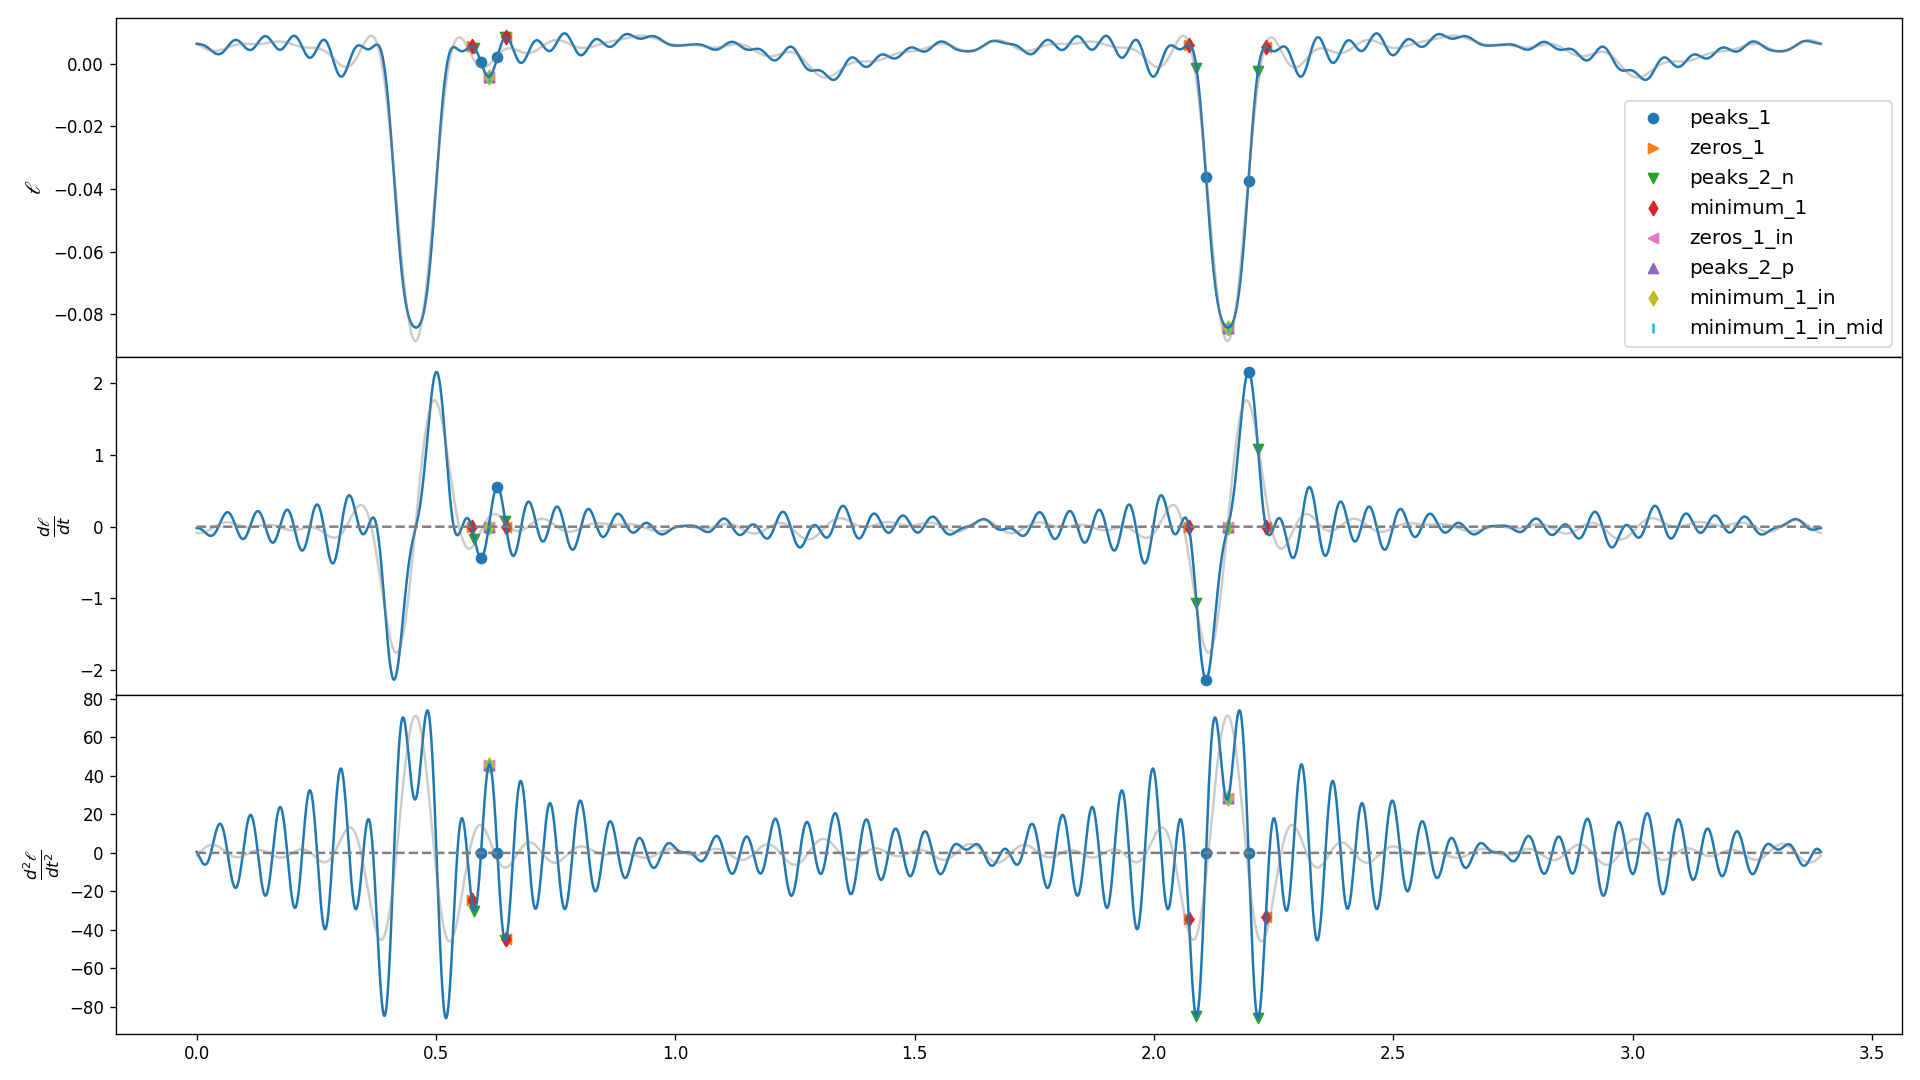 ℓ
0.00
−0.02
−0.04
−0.06
−0.08
peaks_1
zeros_1
peaks_2_n
minimum_1
zeros_1_in
peaks_2_p
minimum_1_in
minimum_1_in_mid
dℓ/dt
2
1
0
−1
−2
d²ℓ/dt²
80
60
40
20
0
−20
−40
−60
−80
0.0 0.5 1.0 1.5 2.0 2.5 3.0 3.5